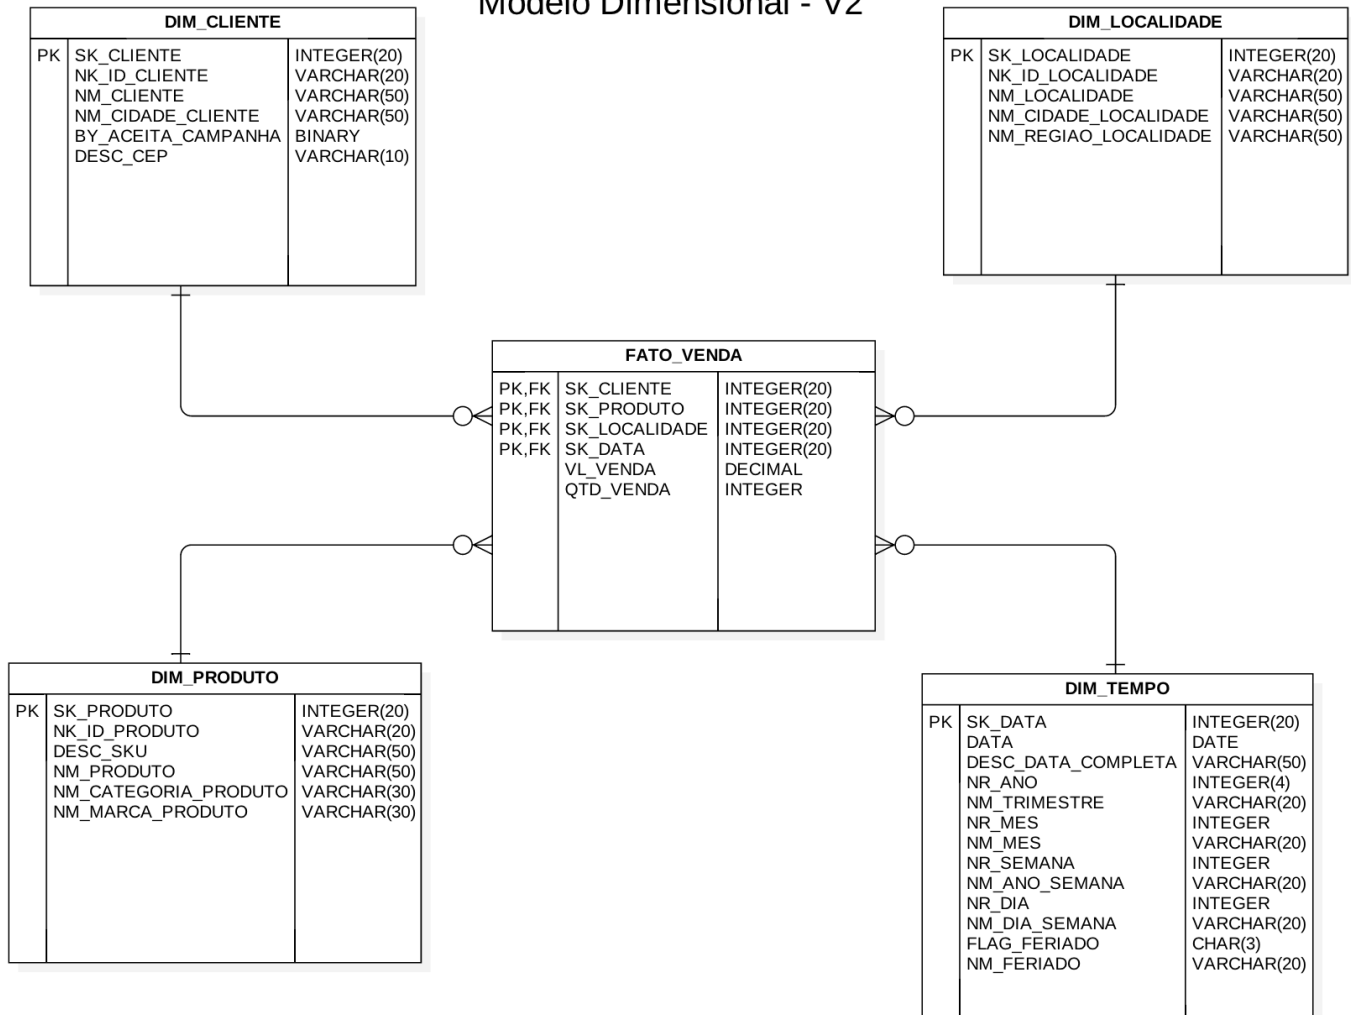 Modelo Dimensional - V2
DIM_CLIENTE
PK SK_CLIENTE INTEGER(20)
NK_ID_CLIENTE VARCHAR(20)
NM_CLIENTE VARCHAR(50)
NM_CIDADE_CLIENTE VARCHAR(50)
BY_ACEITA_CAMPANHA BINARY
DESC_CEP VARCHAR(10)
DIM_LOCALIDADE
PK SK_LOCALIDADE INTEGER(20)
NK_ID_LOCALIDADE VARCHAR(20)
NM_LOCALIDADE VARCHAR(50)
NM_CIDADE_LOCALIDADE VARCHAR(50)
NM_REGIAO_LOCALIDADE VARCHAR(50)
FATO_VENDA
PK,FK SK_CLIENTE INTEGER(20)
PK,FK SK_PRODUTO INTEGER(20)
PK,FK SK_LOCALIDADE INTEGER(20)
PK,FK SK_DATA INTEGER(20)
VL_VENDA DECIMAL
QTD_VENDA INTEGER
DIM_PRODUTO
PK SK_PRODUTO INTEGER(20)
NK_ID_PRODUTO VARCHAR(20)
DESC_SKU VARCHAR(50)
NM_PRODUTO VARCHAR(50)
NM_CATEGORIA_PRODUTO VARCHAR(30)
NM_MARCA_PRODUTO VARCHAR(30)
DIM_TEMPO
PK SK_DATA INTEGER(20)
DATA DATE
DESC_DATA_COMPLETA VARCHAR(50)
NR_ANO INTEGER(4)
NM_TRIMESTRE VARCHAR(20)
NR_MES INTEGER
NM_MES VARCHAR(20)
NR_SEMANA INTEGER
NM_ANO_SEMANA VARCHAR(20)
NR_DIA INTEGER
NM_DIA_SEMANA VARCHAR(20)
FLAG_FERIADO CHAR(3)
NM_FERIADO VARCHAR(20)